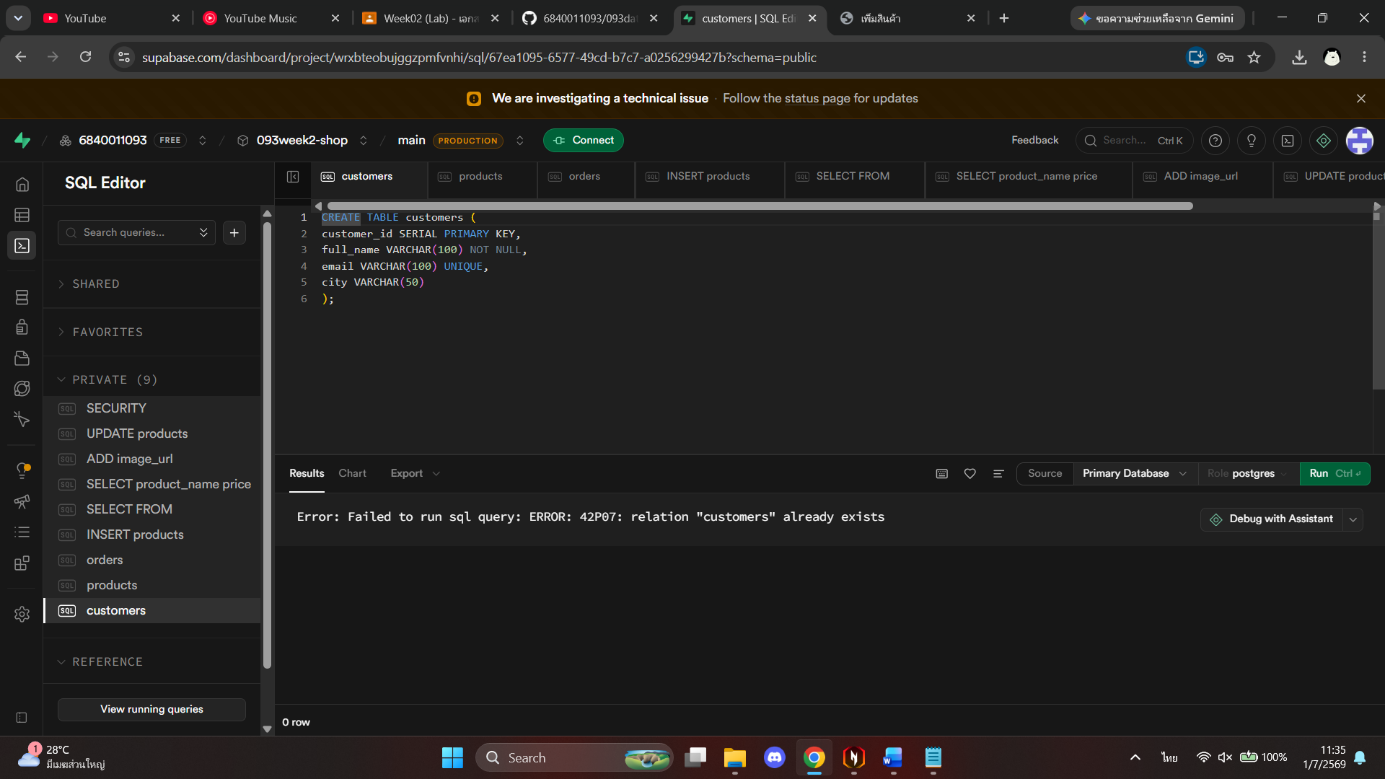 YouTube
YouTube Music
Week02 (Lab) - เอกส
6840011093/093dat
customers | SQL Edi
เพิ่มสินค้า
ขอความช่วยเหลือจาก Gemini
supabase.com/dashboard/project/wrxbteobujggzpmfvnhi/sql/67ea1095-6577-49cd-b7c7-a0256299427b?schema=public
We are investigating a technical issue · Follow the status page for updates
6840011093 FREE / 093week2-shop / main PRODUCTION Connect
Feedback Search... Ctrl K
SQL Editor
customers products orders INSERT products SELECT FROM SELECT product_name price ADD image_url UPDATE product
Search queries...
SHARED
FAVORITES
PRIVATE (9)
SECURITY
UPDATE products
ADD image_url
SELECT product_name price
SELECT FROM
INSERT products
orders
products
customers
REFERENCE
View running queries
1 CREATE TABLE customers (
2 customer_id SERIAL PRIMARY KEY,
3 full_name VARCHAR(100) NOT NULL,
4 email VARCHAR(100) UNIQUE,
5 city VARCHAR(50)
6 );
Results Chart Export Source Primary Database Role postgres Run Ctrl
Error: Failed to run sql query: ERROR: 42P07: relation "customers" already exists
Debug with Assistant
0 row
1
28°C
มีเมฆส่วนใหญ่
Search
ไทย
100%
11:35
1/7/2569